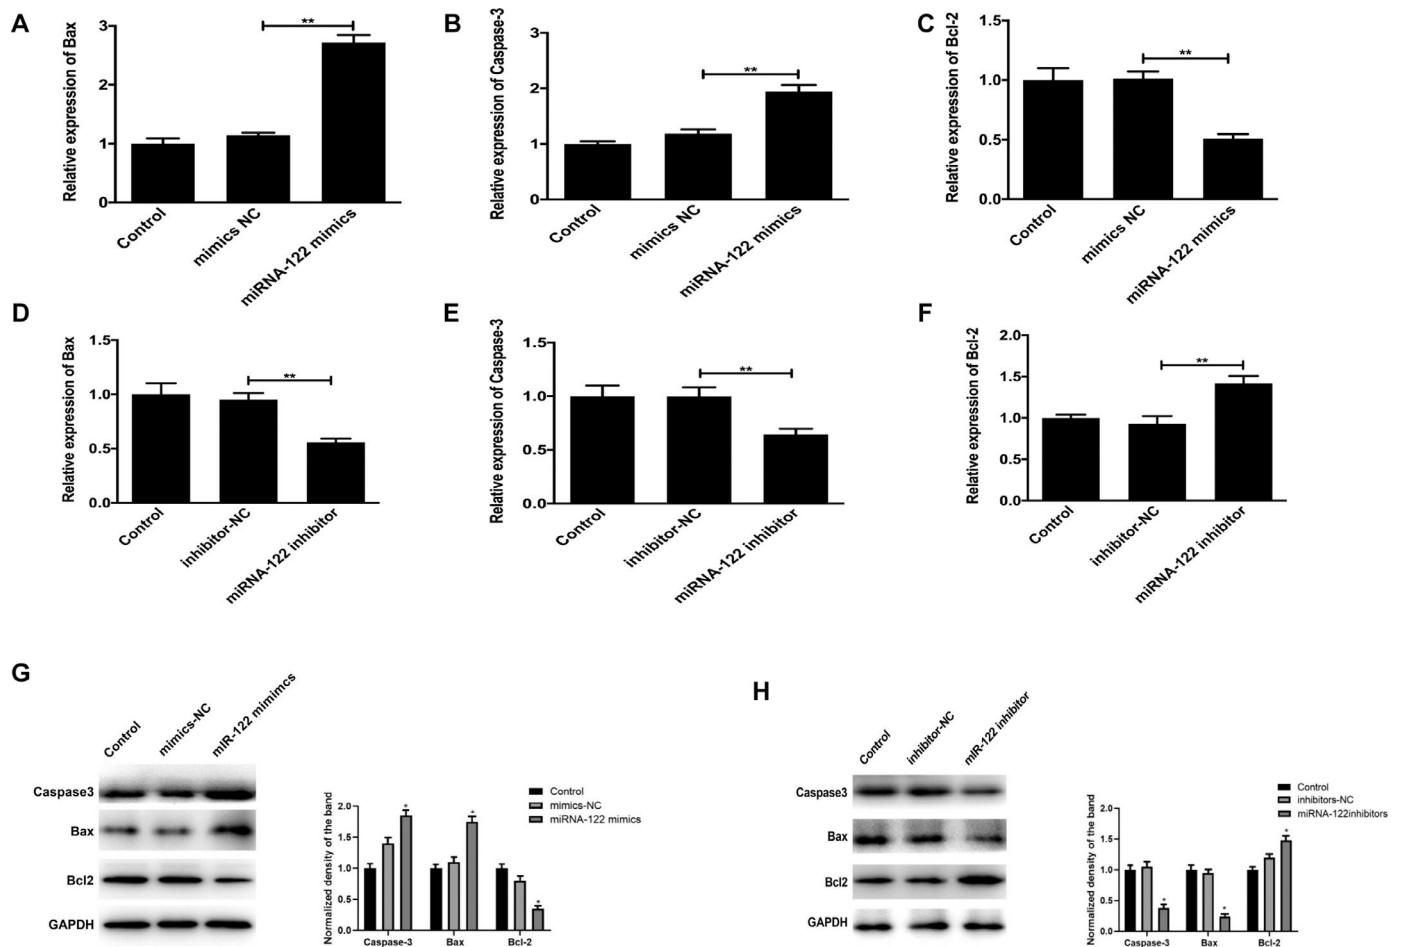 A
Relative expression of Bax
3
2
1
0
**
Control
mimics NC
miRNA-122 mimics
B
Relative expression of Caspase-3
3
2
1
0
**
Control
mimics NC
miRNA-122 mimics
C
Relative expression of Bcl-2
1.5
1.0
0.5
0.0
**
Control
mimics NC
miRNA-122 mimics
D
Relative expression of Bax
1.5
1.0
0.5
0.0
**
Control
inhibitor-NC
miRNA-122 inhibitor
E
Relative expression of Caspase-3
1.5
1.0
0.5
0.0
**
Control
inhibitor-NC
miRNA-122 inhibitor
F
Relative expression of Bcl-2
2.0
1.5
1.0
0.5
0.0
**
Control
inhibitor-NC
miRNA-122 inhibitor
G
Control
mimics-NC
mIR-122 mimimcs
Caspase3
Bax
Bcl2
GAPDH
Control
mimics-NC
miRNA-122 mimics
Normalized density of the band
2.0
1.5
1.0
0.5
0.0
*
*
*
Caspase-3
Bax
Bcl-2
H
Control
inhibitor-NC
mIR-122 inhibitor
Caspase3
Bax
Bcl2
GAPDH
Control
inhibitors-NC
miRNA-122inhibitors
Normalized density of the band
2.0
1.5
1.0
0.5
0.0
*
*
*
Caspase-3
Bax
Bcl-2